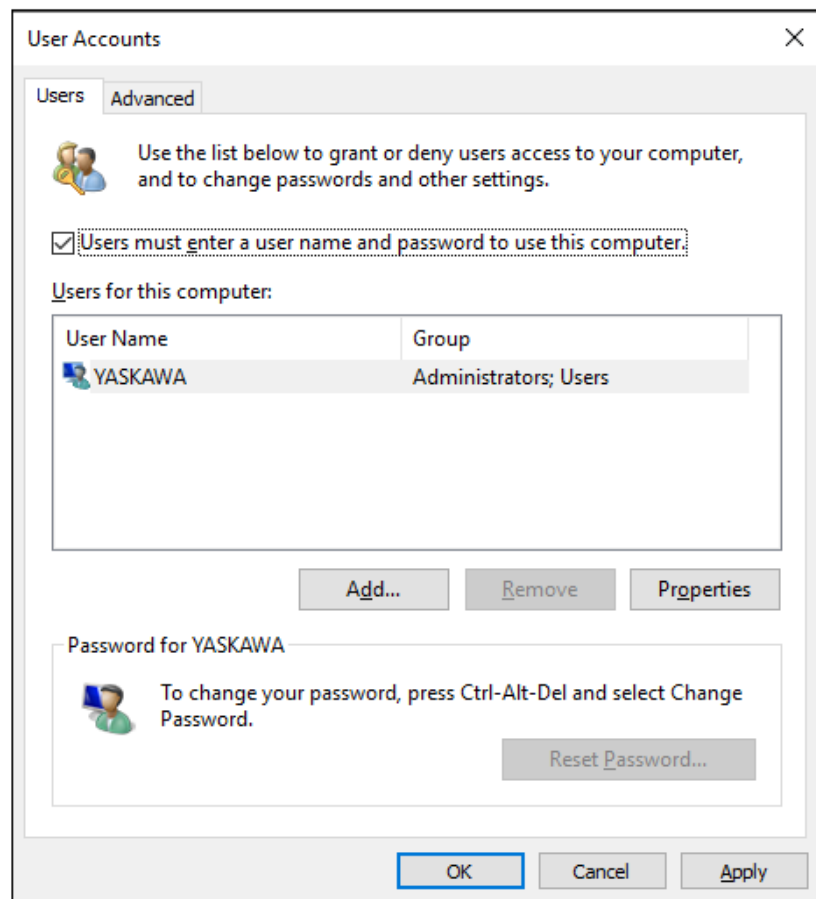 User Accounts
Users
Advanced
Use the list below to grant or deny users access to your computer,
and to change passwords and other settings.
Users must enter a user name and password to use this computer.
Users for this computer:
User Name Group
YASKAWA Administrators; Users
Add... Remove Properties
Password for YASKAWA
To change your password, press Ctrl-Alt-Del and select Change
Password.
Reset Password...
OK Cancel Apply